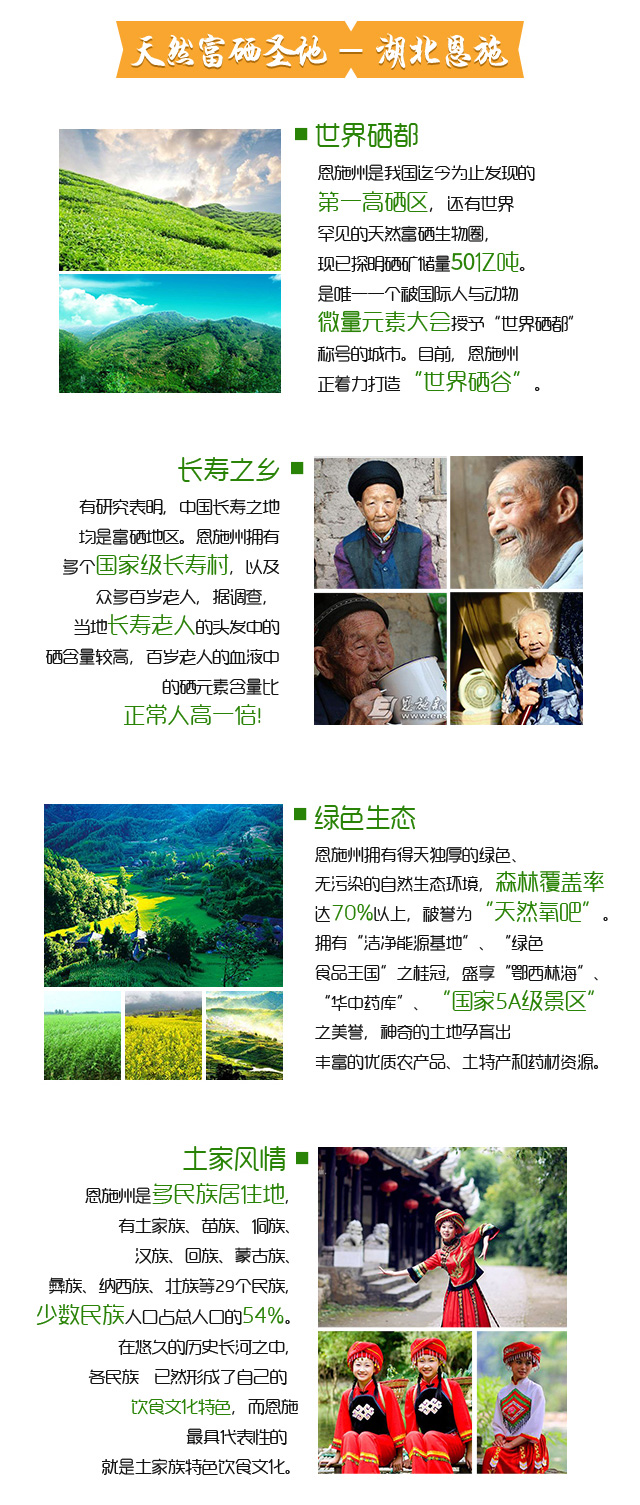 天然富硒圣地 — 湖北恩施
世界硒都
恩施州是我国迄今为止发现的
第一高硒区，还有世界
罕见的天然富硒生物圈，
现已探明硒矿储量50亿吨。
是唯一一个被国际人与动物
微量元素大会授予“世界硒都”
称号的城市。目前，恩施州
正着力打造“世界硒谷”。
长寿之乡
有研究表明，中国长寿之地
均是富硒地区。恩施州拥有
多个国家级长寿村，以及
众多百岁老人，据调查，
当地长寿老人的头发中的
硒含量较高，百岁老人的血液中
的硒元素含量比
正常人高一倍!
绿色生态
恩施州拥有得天独厚的绿色、
无污染的自然生态环境，森林覆盖率
达70%以上，被誉为“天然氧吧”。
拥有“洁净能源基地”、“绿色
食品王国”之桂冠，盛享“鄂西林海”、
“华中药库”、“国家5A级景区”
之美誉，神奇的土地孕育出
丰富的优质农产品、土特产和药材资源。
土家风情
恩施州是多民族居住地，
有土家族、苗族、侗族、
汉族、回族、蒙古族、
彝族、纳西族、壮族等29个民族，
少数民族人口占总人口的54%。
在悠久的历史长河之中，
各民族 已然形成了自己的
饮食文化特色，而恩施
最具代表性的
就是土家族特色饮食文化。